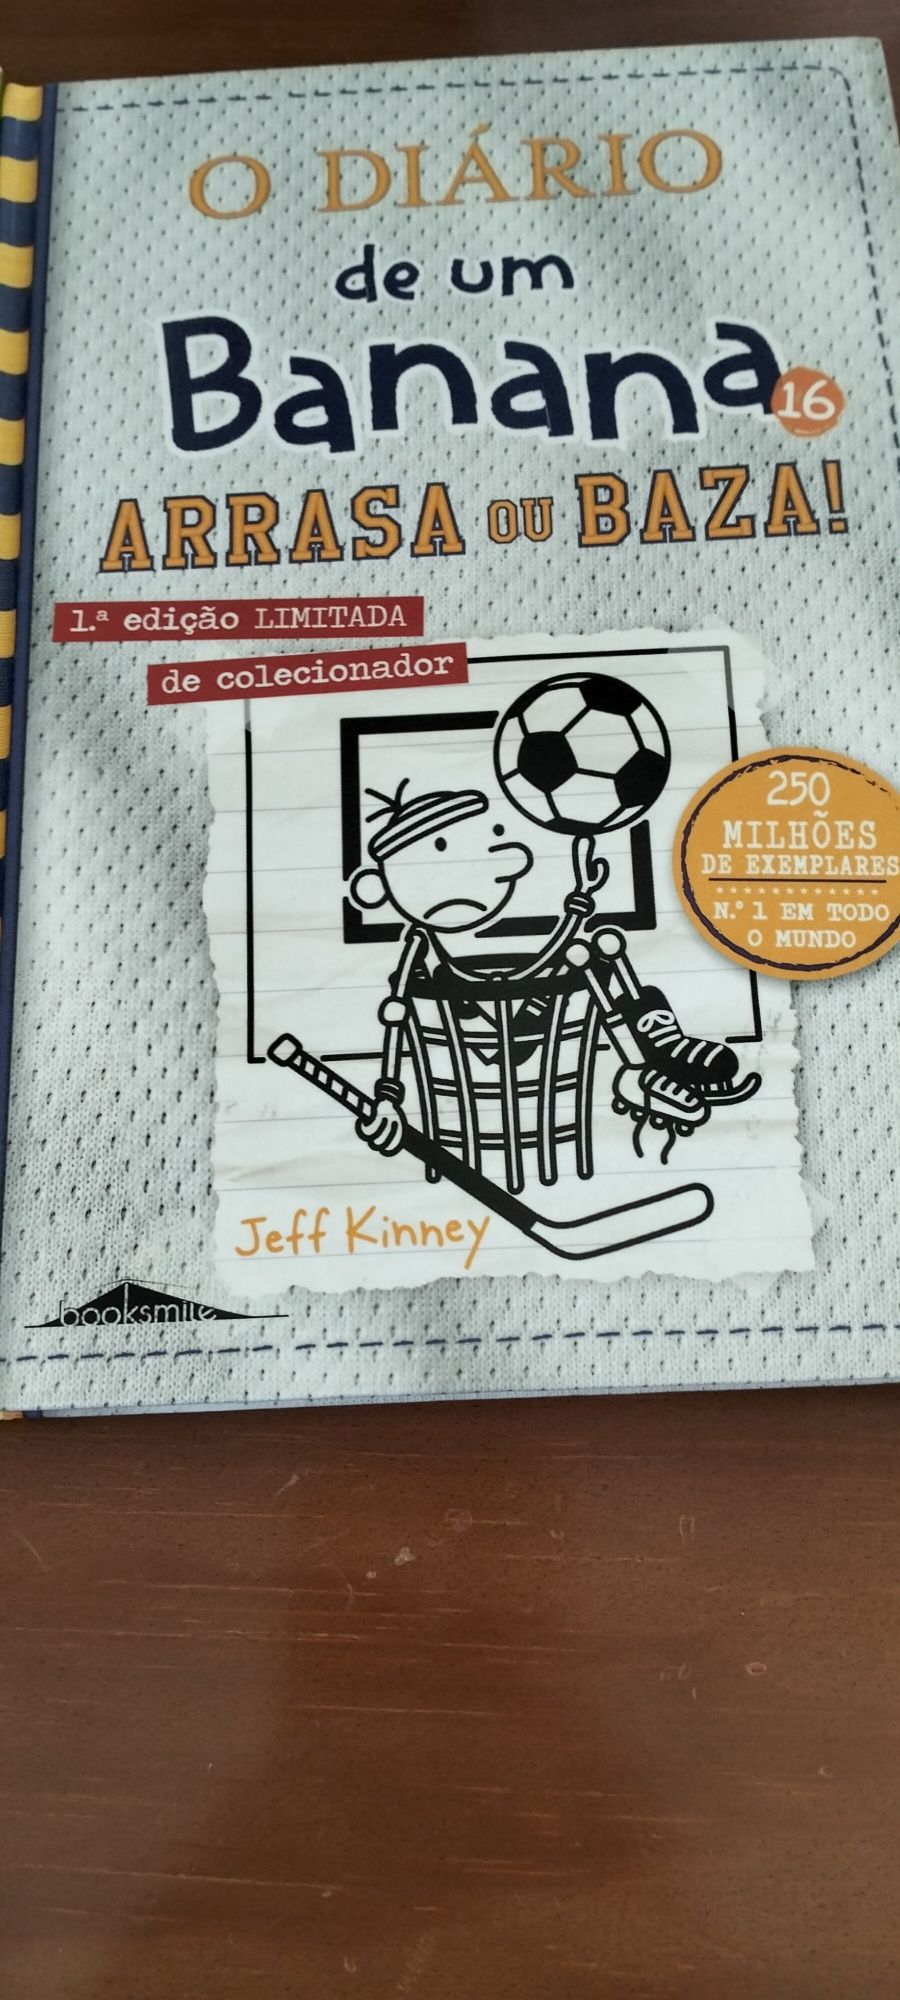 O DIÁRIO
de um
Banana
16
ARRASA OU BAZA!
1.ª edição LIMITADA
de colecionador
250
MILHÕES
DE EXEMPLARES
N.º 1 EM TODO
O MUNDO
Jeff Kinney
booksmile